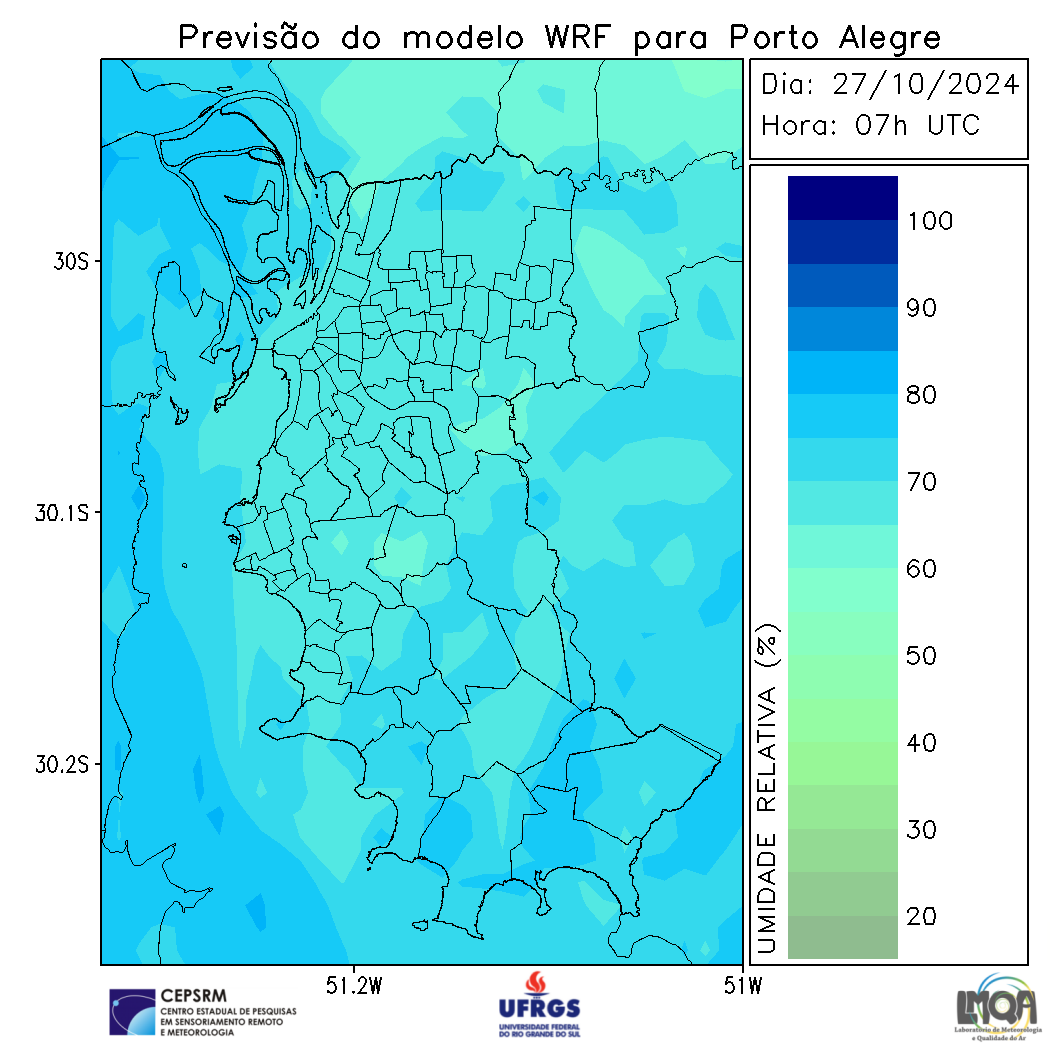 Previsão do modelo WRF para Porto Alegre
Dia: 27/10/2024
Hora: 07h UTC
100
90
80
70
60
50
40
30
20
UMIDADE RELATIVA (%)
30S
30.1S
30.2S
51.2W
51W
CEPSRM
CENTRO ESTADUAL DE PESQUISAS
EM SENSORIAMENTO REMOTO
E METEOROLOGIA
UFRGS
UNIVERSIDADE FEDERAL
DO RIO GRANDE DO SUL
LMQA
Laboratório de Meteorologia
e Qualidade do Ar